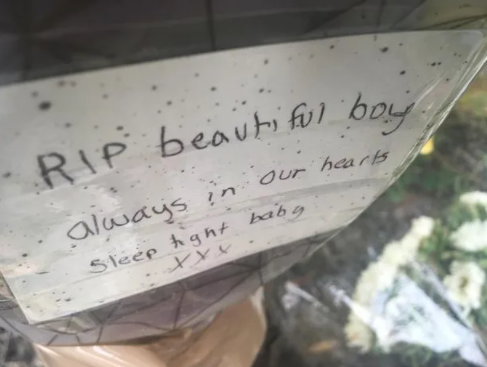 RIP beautiful boy
always in our hearts
Sleep tight baby
xxx